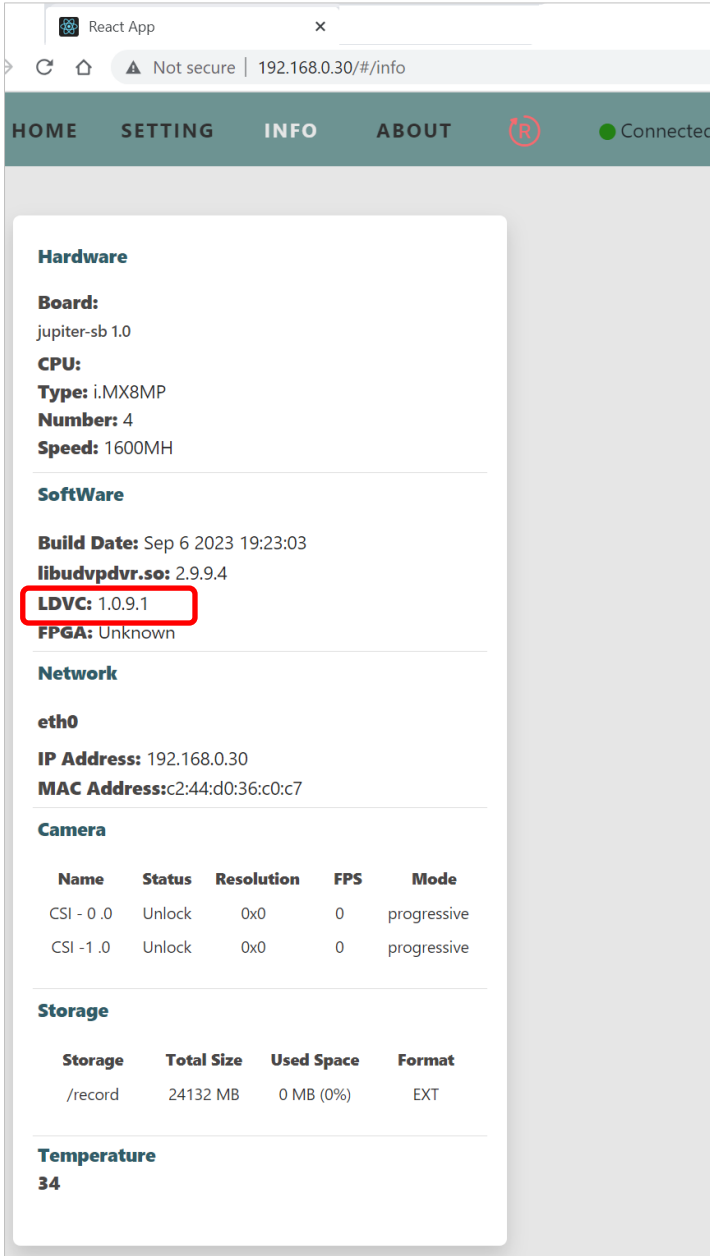 React App
Not secure | 192.168.0.30/#/info
HOME SETTING INFO ABOUT R Connected
Hardware
Board:
jupiter-sb 1.0
CPU:
Type: i.MX8MP
Number: 4
Speed: 1600MH
SoftWare
Build Date: Sep 6 2023 19:23:03
libudvpdvr.so: 2.9.9.4
LDVC: 1.0.9.1
FPGA: Unknown
Network
eth0
IP Address: 192.168.0.30
MAC Address:c2:44:d0:36:c0:c7
Camera
Name Status Resolution FPS Mode
CSI - 0 .0 Unlock 0x0 0 progressive
CSI -1 .0 Unlock 0x0 0 progressive
Storage
Storage Total Size Used Space Format
/record 24132 MB 0 MB (0%) EXT
Temperature
34